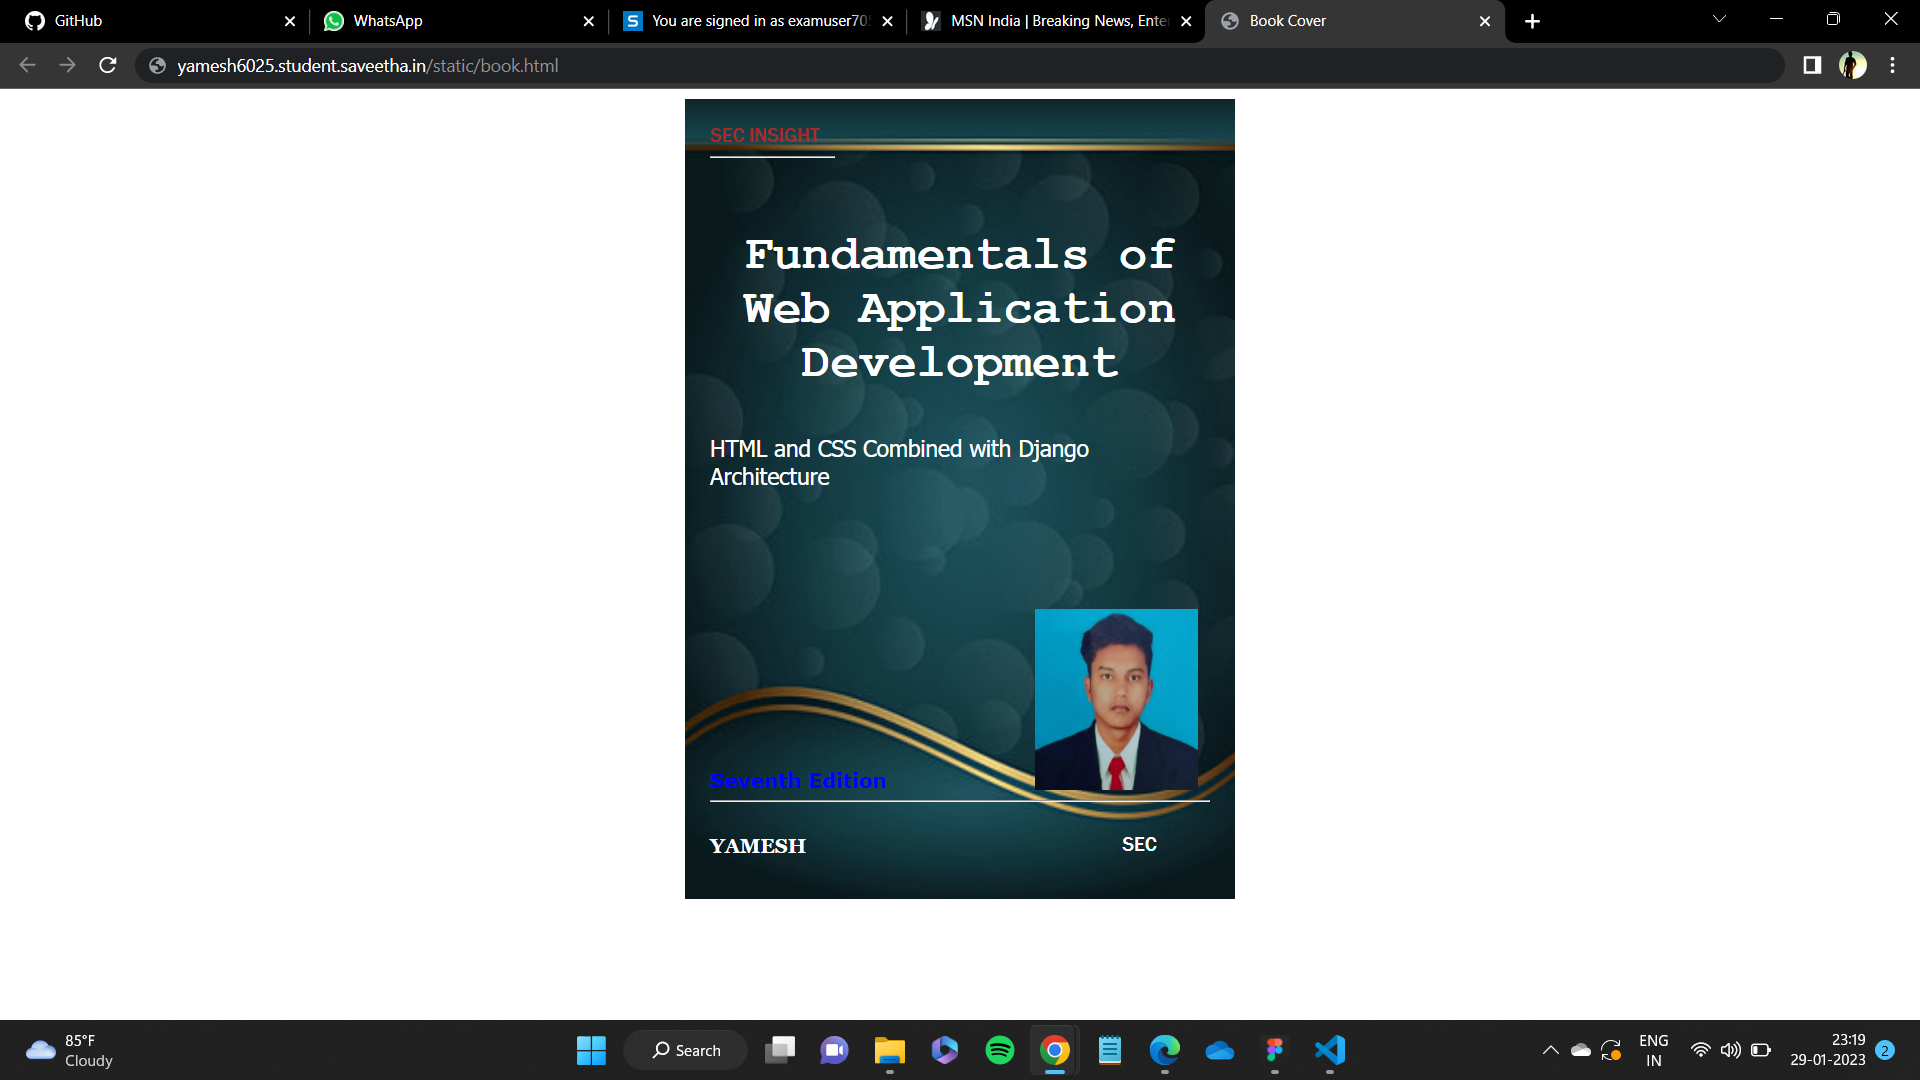 GitHub
WhatsApp
You are signed in as examuser70
MSN India | Breaking News, Ente
Book Cover
yamesh6025.student.saveetha.in/static/book.html
SEC INSIGHT
Fundamentals of
Web Application
Development
HTML and CSS Combined with Django
Architecture
Seventh Edition
YAMESH
SEC
85°F
Cloudy
Search
ENG
IN
23:19
29-01-2023
2